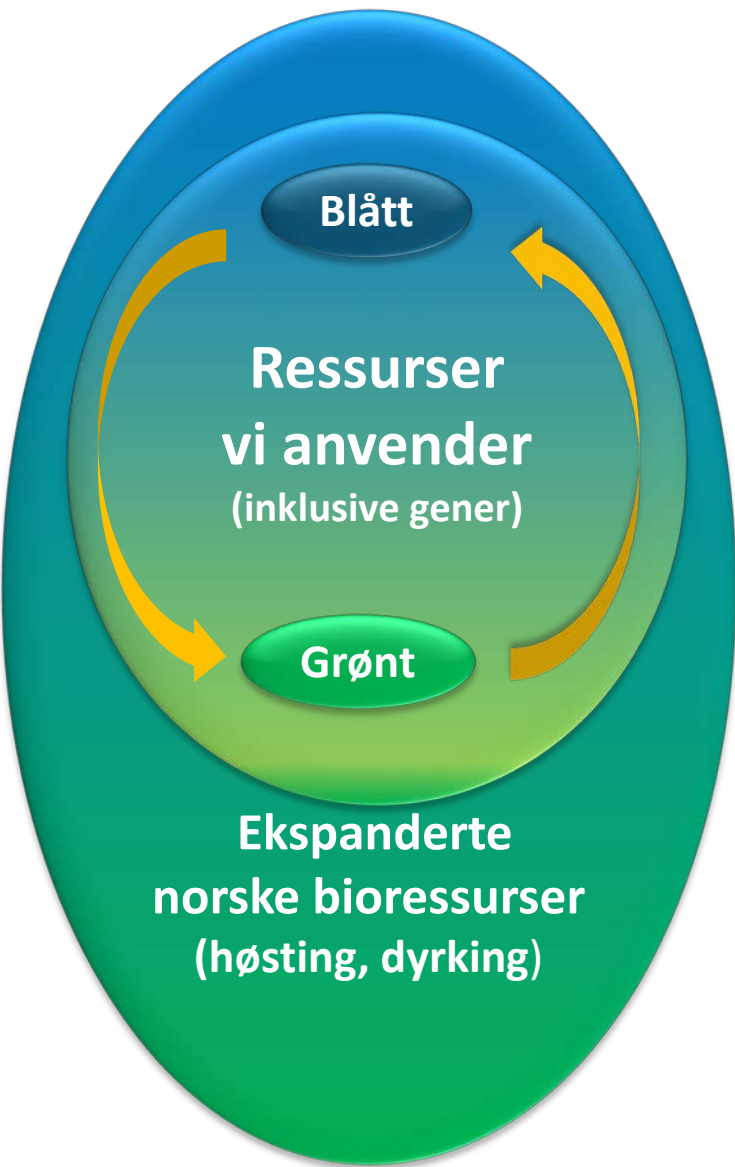 Blått
Ressurser
vi anvender
(inklusive gener)
Grønt
Ekspanderte
norske bioressurser
(høsting, dyrking)